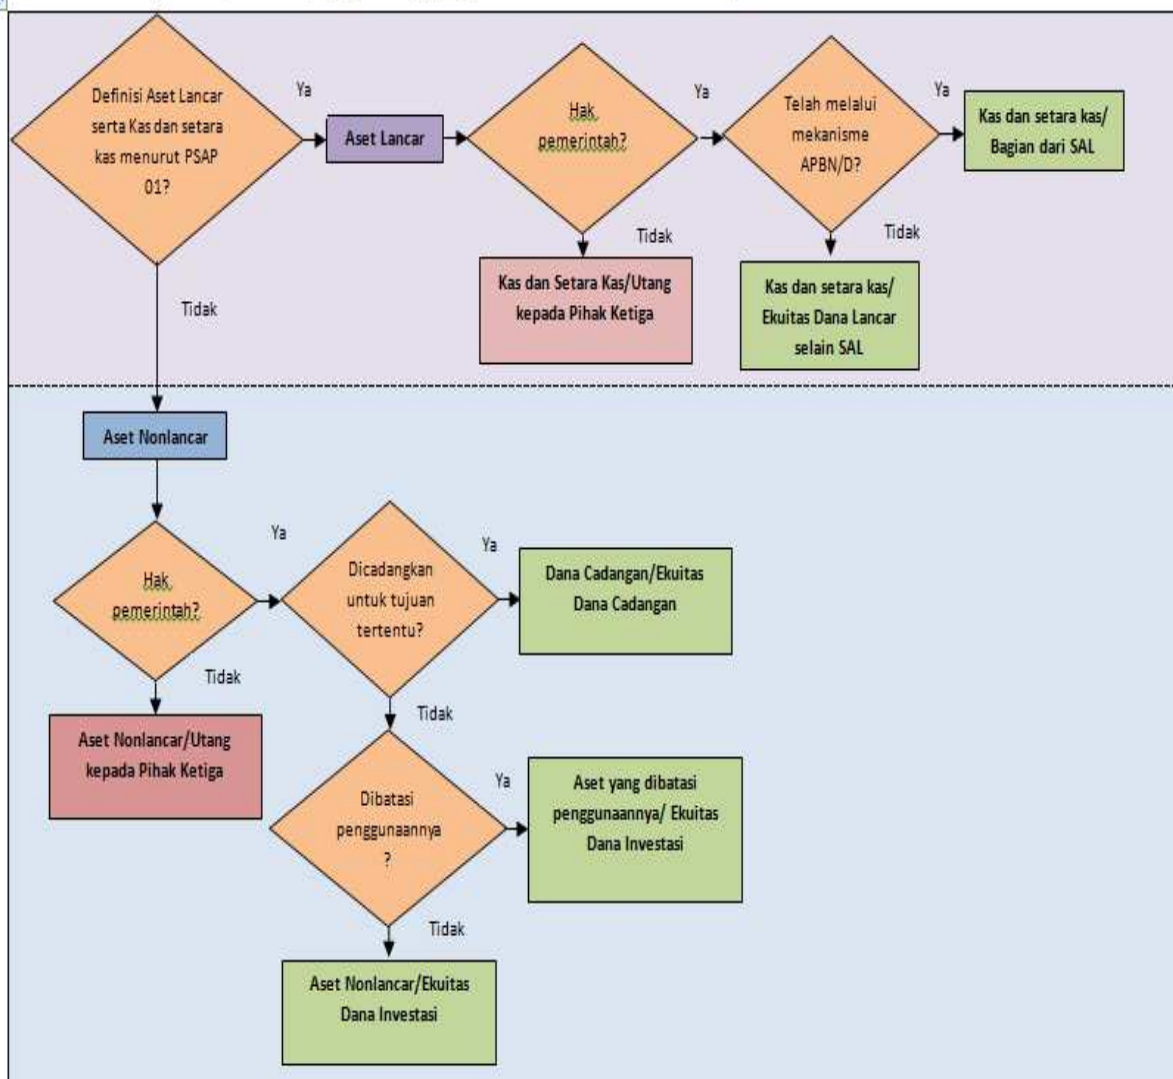 Definisi Aset Lancar
serta Kas dan setara
kas menurut PSAP
01?
Ya
Aset Lancar
Hak
pemerintah?
Ya
Telah melalui
mekanisme
APBN/D?
Ya
Kas dan setara kas/
Bagian dari SAL
Tidak
Kas dan Setara Kas/Utang
kepada Pihak Ketiga
Tidak
Kas dan setara kas/
Ekuitas Dana Lancar
selain SAL
Tidak
Aset Nonlancar
Hak
pemerintah?
Ya
Dicadangkan
untuk tujuan
tertentu?
Ya
Dana Cadangan/Ekuitas
Dana Cadangan
Tidak
Aset Nonlancar/Utang
kepada Pihak Ketiga
Tidak
Dibatasi
penggunaannya
?
Ya
Aset yang dibatasi
penggunaannya/ Ekuitas
Dana Investasi
Tidak
Aset Nonlancar/Ekuitas
Dana Investasi